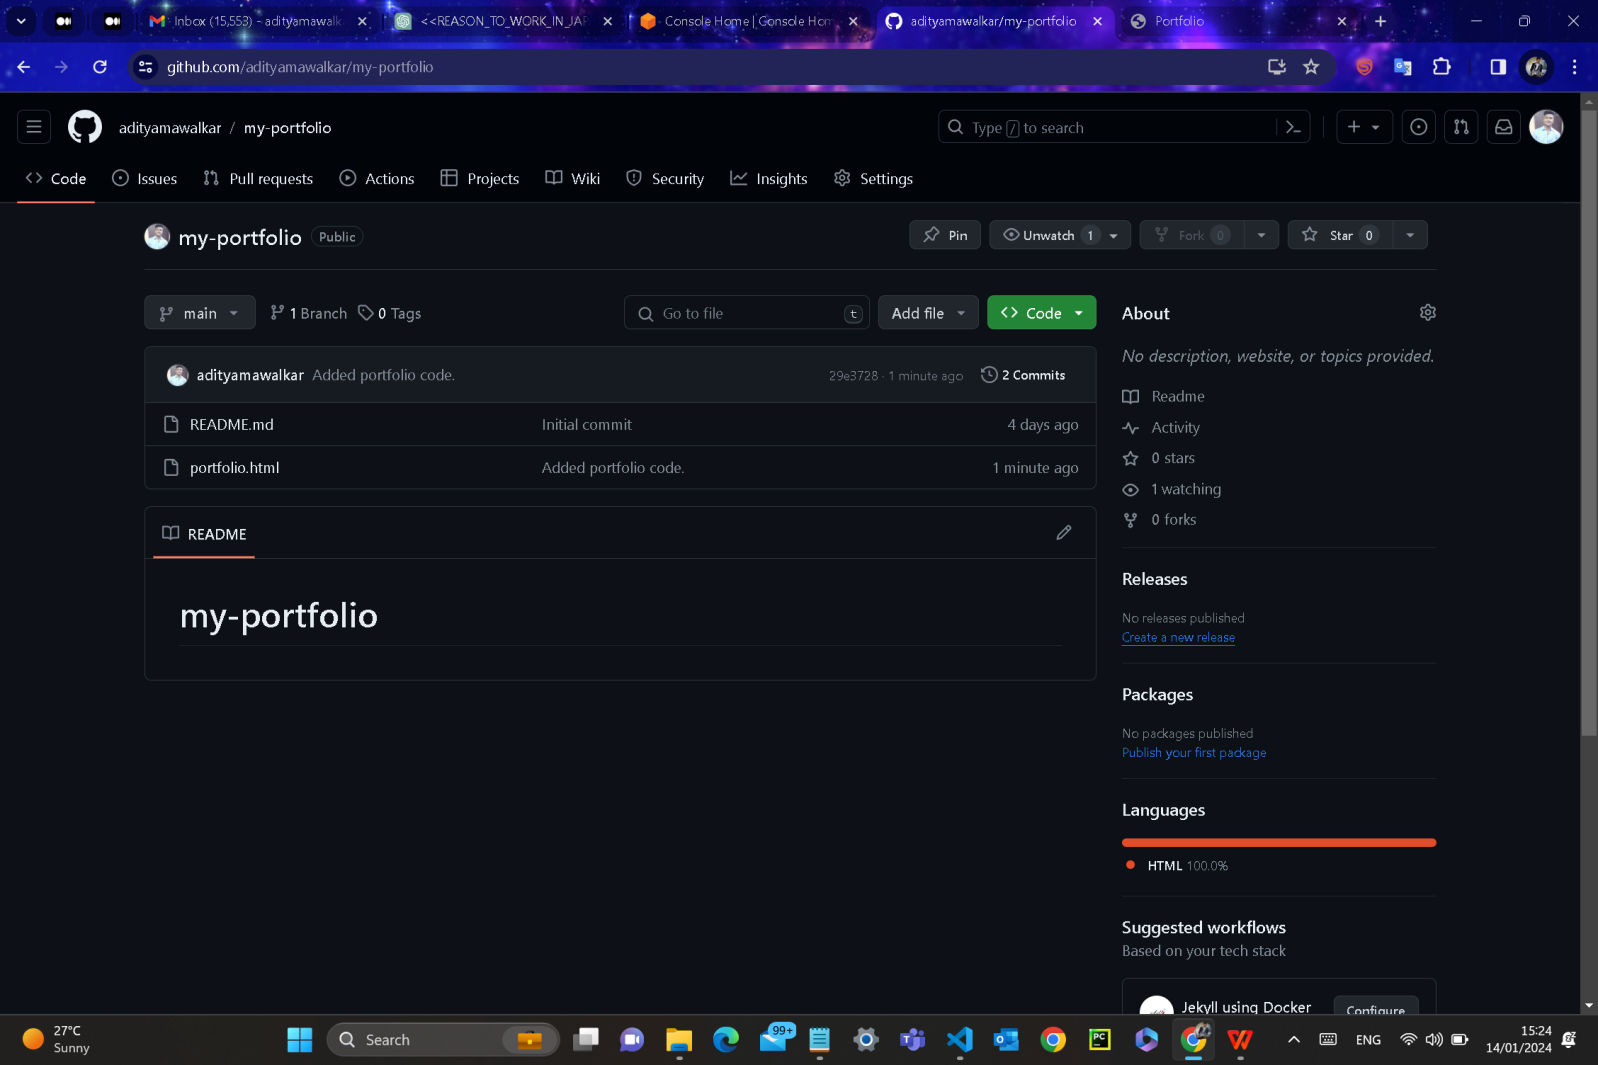 Inbox (15,553) - adityamawalk
<<REASON_TO_WORK_IN_JAP
Console Home | Console Hom
adityamawalkar/my-portfolio
Portfolio
github.com/adityamawalkar/my-portfolio
adityamawalkar / my-portfolio
Type / to search
Code
Issues
Pull requests
Actions
Projects
Wiki
Security
Insights
Settings
my-portfolio Public
Pin
Unwatch 1
Fork 0
Star 0
main
1 Branch
0 Tags
Go to file t
Add file
Code
adityamawalkar Added portfolio code.
29e3728 · 1 minute ago
2 Commits
README.md Initial commit 4 days ago
portfolio.html Added portfolio code. 1 minute ago
README
my-portfolio
About
No description, website, or topics provided.
Readme
Activity
0 stars
1 watching
0 forks
Releases
No releases published
Create a new release
Packages
No packages published
Publish your first package
Languages
HTML 100.0%
Suggested workflows
Based on your tech stack
Jekyll using Docker
Configure
27°C
Sunny
Search
99+
PC
ENG
15:24
14/01/2024